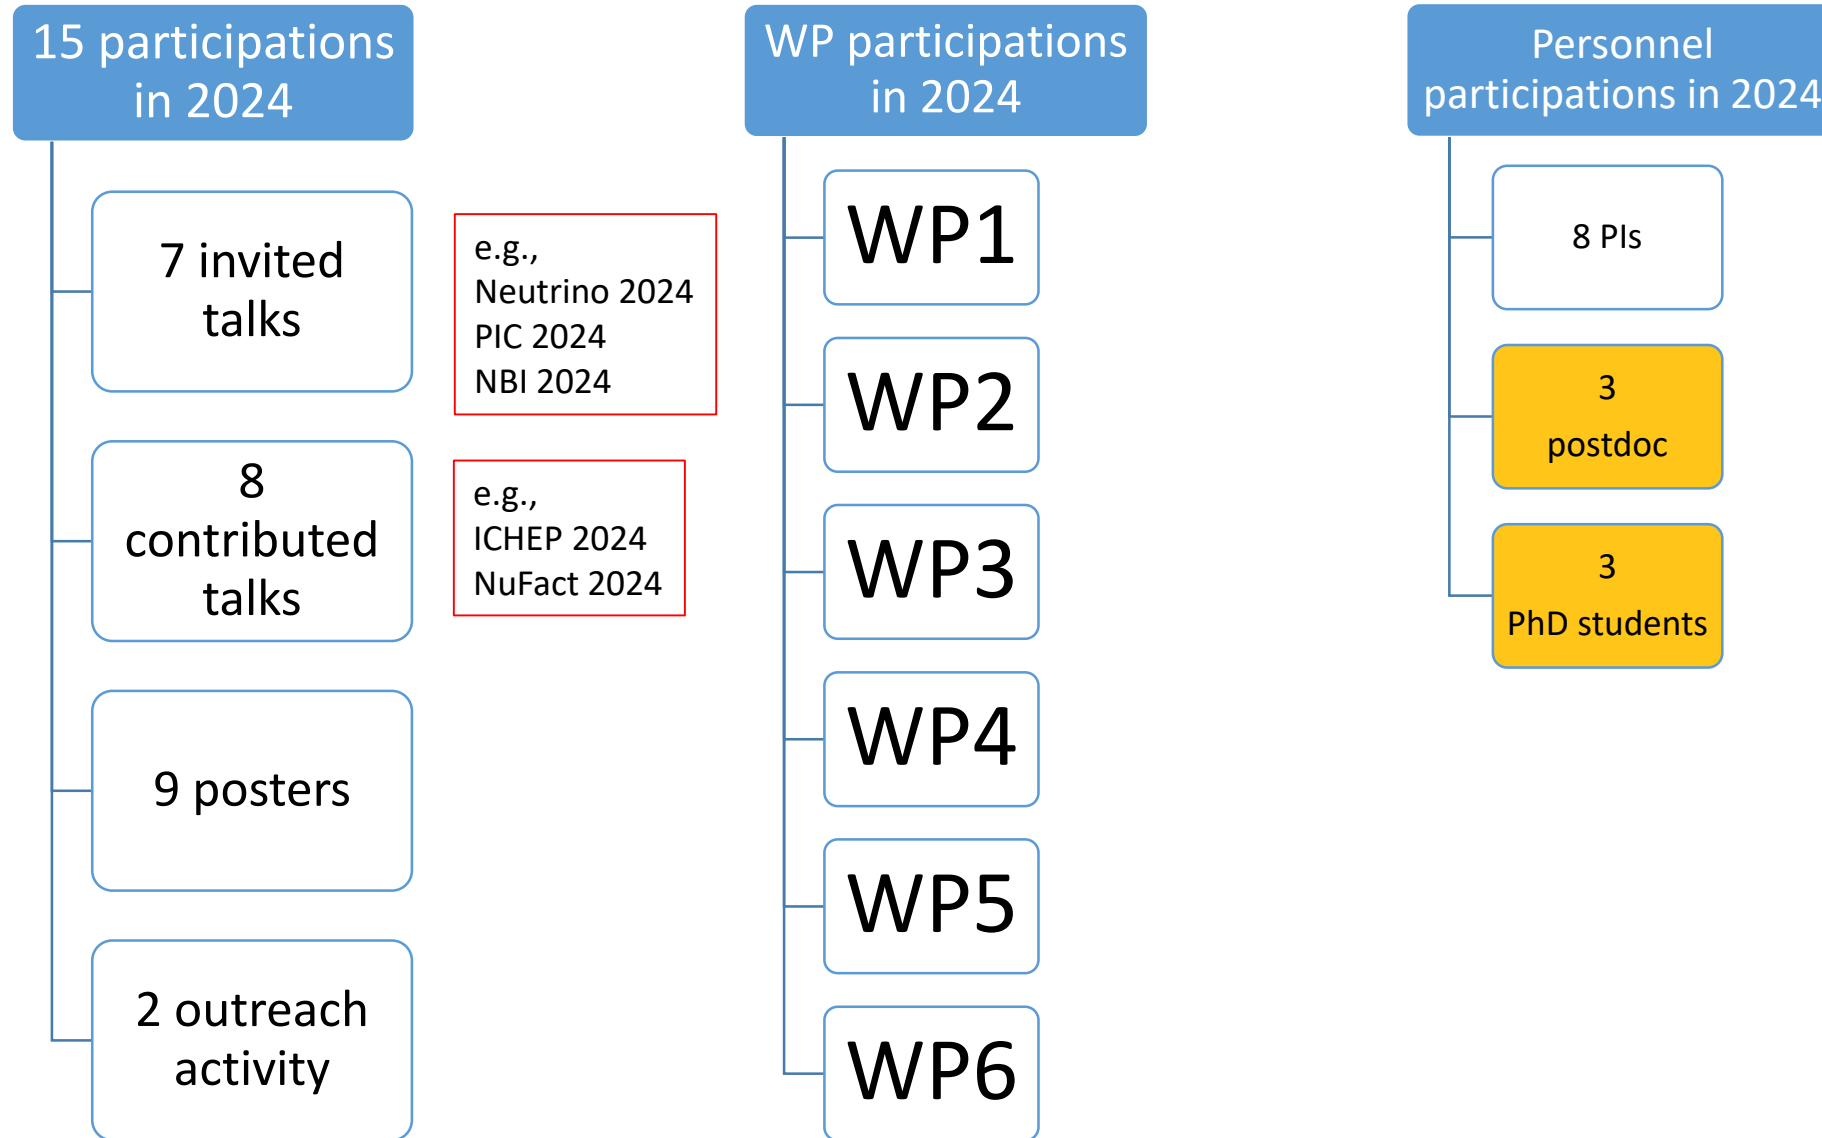 15 participations
in 2024
7 invited
talks
e.g.,
Neutrino 2024
PIC 2024
NBI 2024
8
contributed
talks
e.g.,
ICHEP 2024
NuFact 2024
9 posters
2 outreach
activity
WP participations
in 2024
WP1
WP2
WP3
WP4
WP5
WP6
Personnel
participations in 2024
8 PIs
3
postdoc
3
PhD students